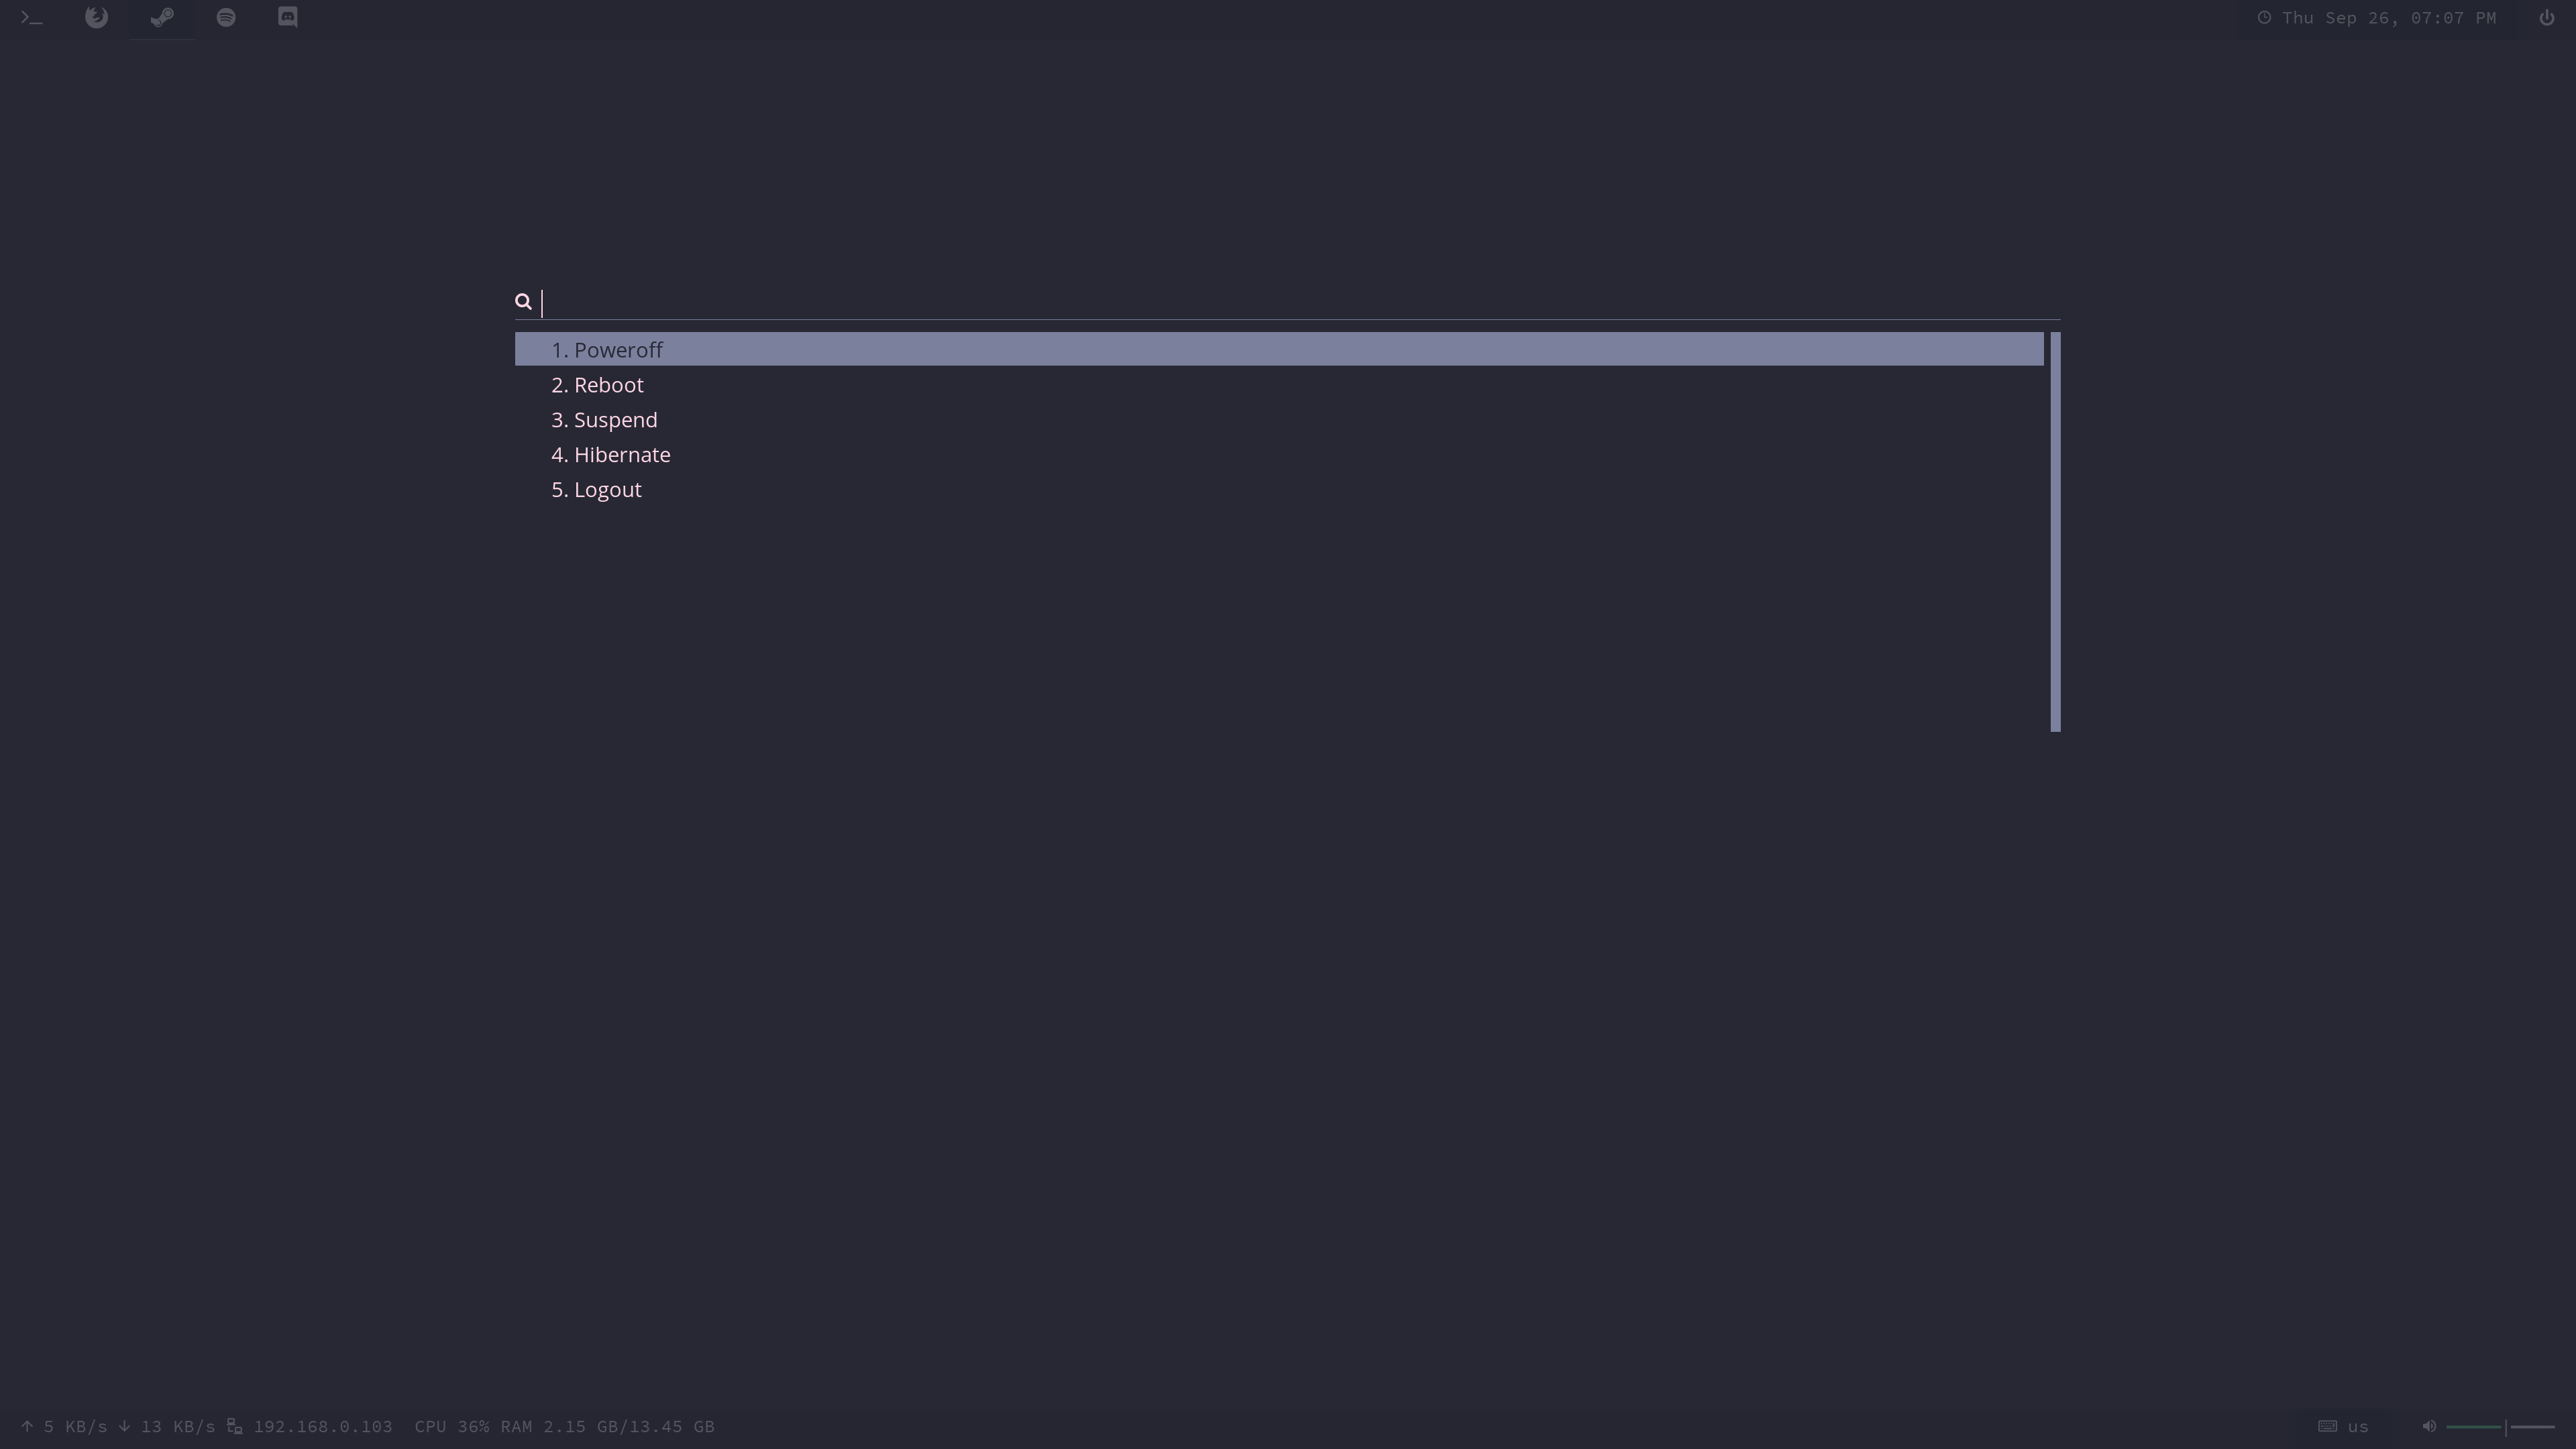 Thu Sep 26, 07:07 PM
1. Poweroff
2. Reboot
3. Suspend
4. Hibernate
5. Logout
5 KB/s 13 KB/s 192.168.0.103 CPU 36% RAM 2.15 GB/13.45 GB
us